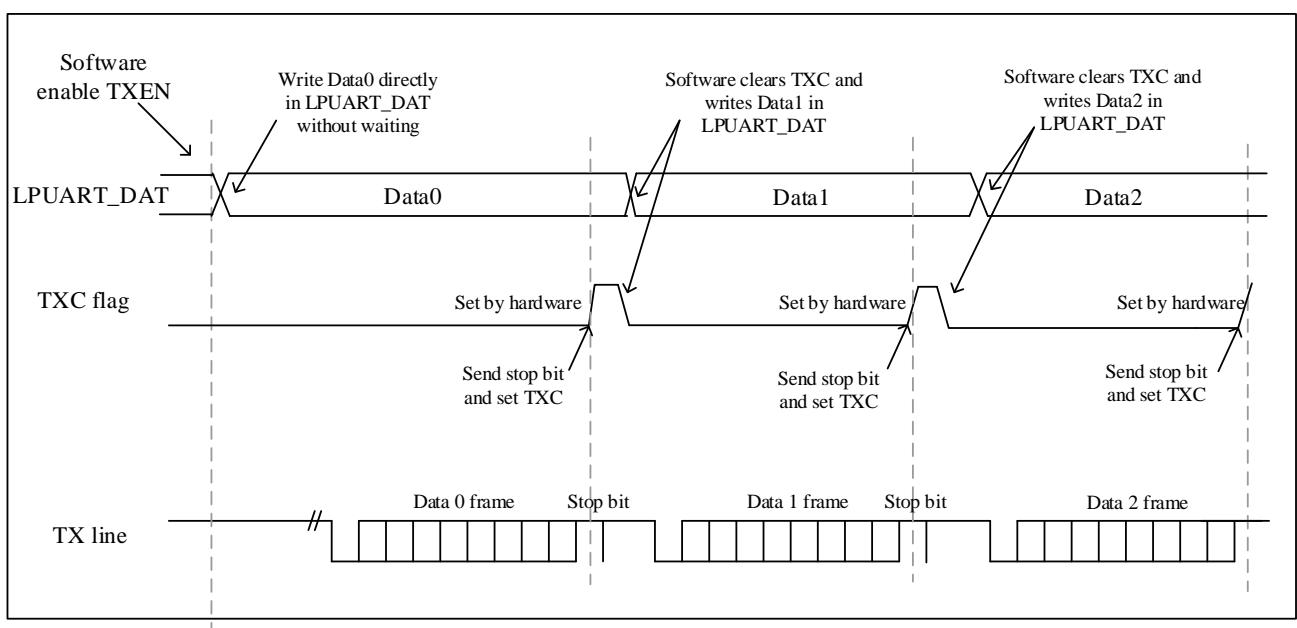 Software
enable TXEN
Write Data0 directly
in LPUART_DAT
without waiting
Software clears TXC and
writes Data1 in
LPUART_DAT
Software clears TXC and
writes Data2 in
LPUART_DAT
LPUART_DAT
Data0
Data1
Data2
TXC flag
Set by hardware
Set by hardware
Set by hardware
Send stop bit
and set TXC
Send stop bit
and set TXC
Send stop bit
and set TXC
Data 0 frame
Stop bit
Data 1 frame
Stop bit
Data 2 frame
TX line